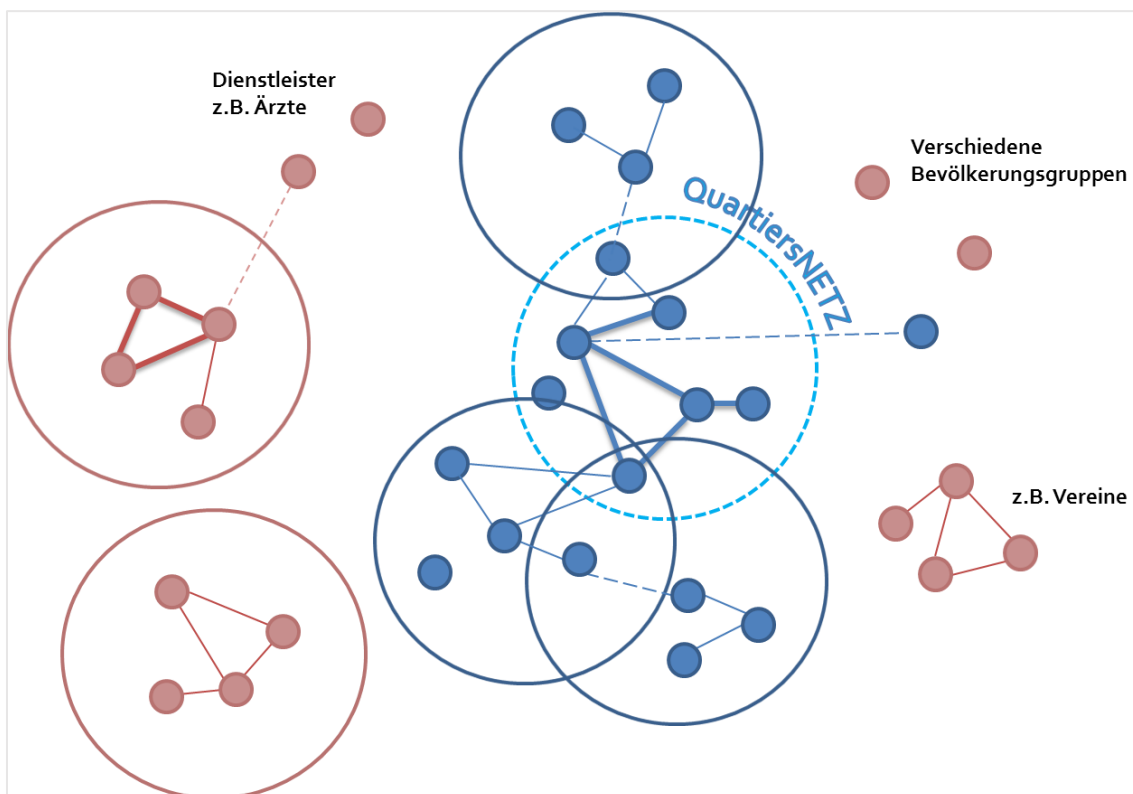 Dienstleister
z.B. Ärzte
Verschiedene
Bevölkerungsgruppen
QuartiersNETZ
z.B. Vereine